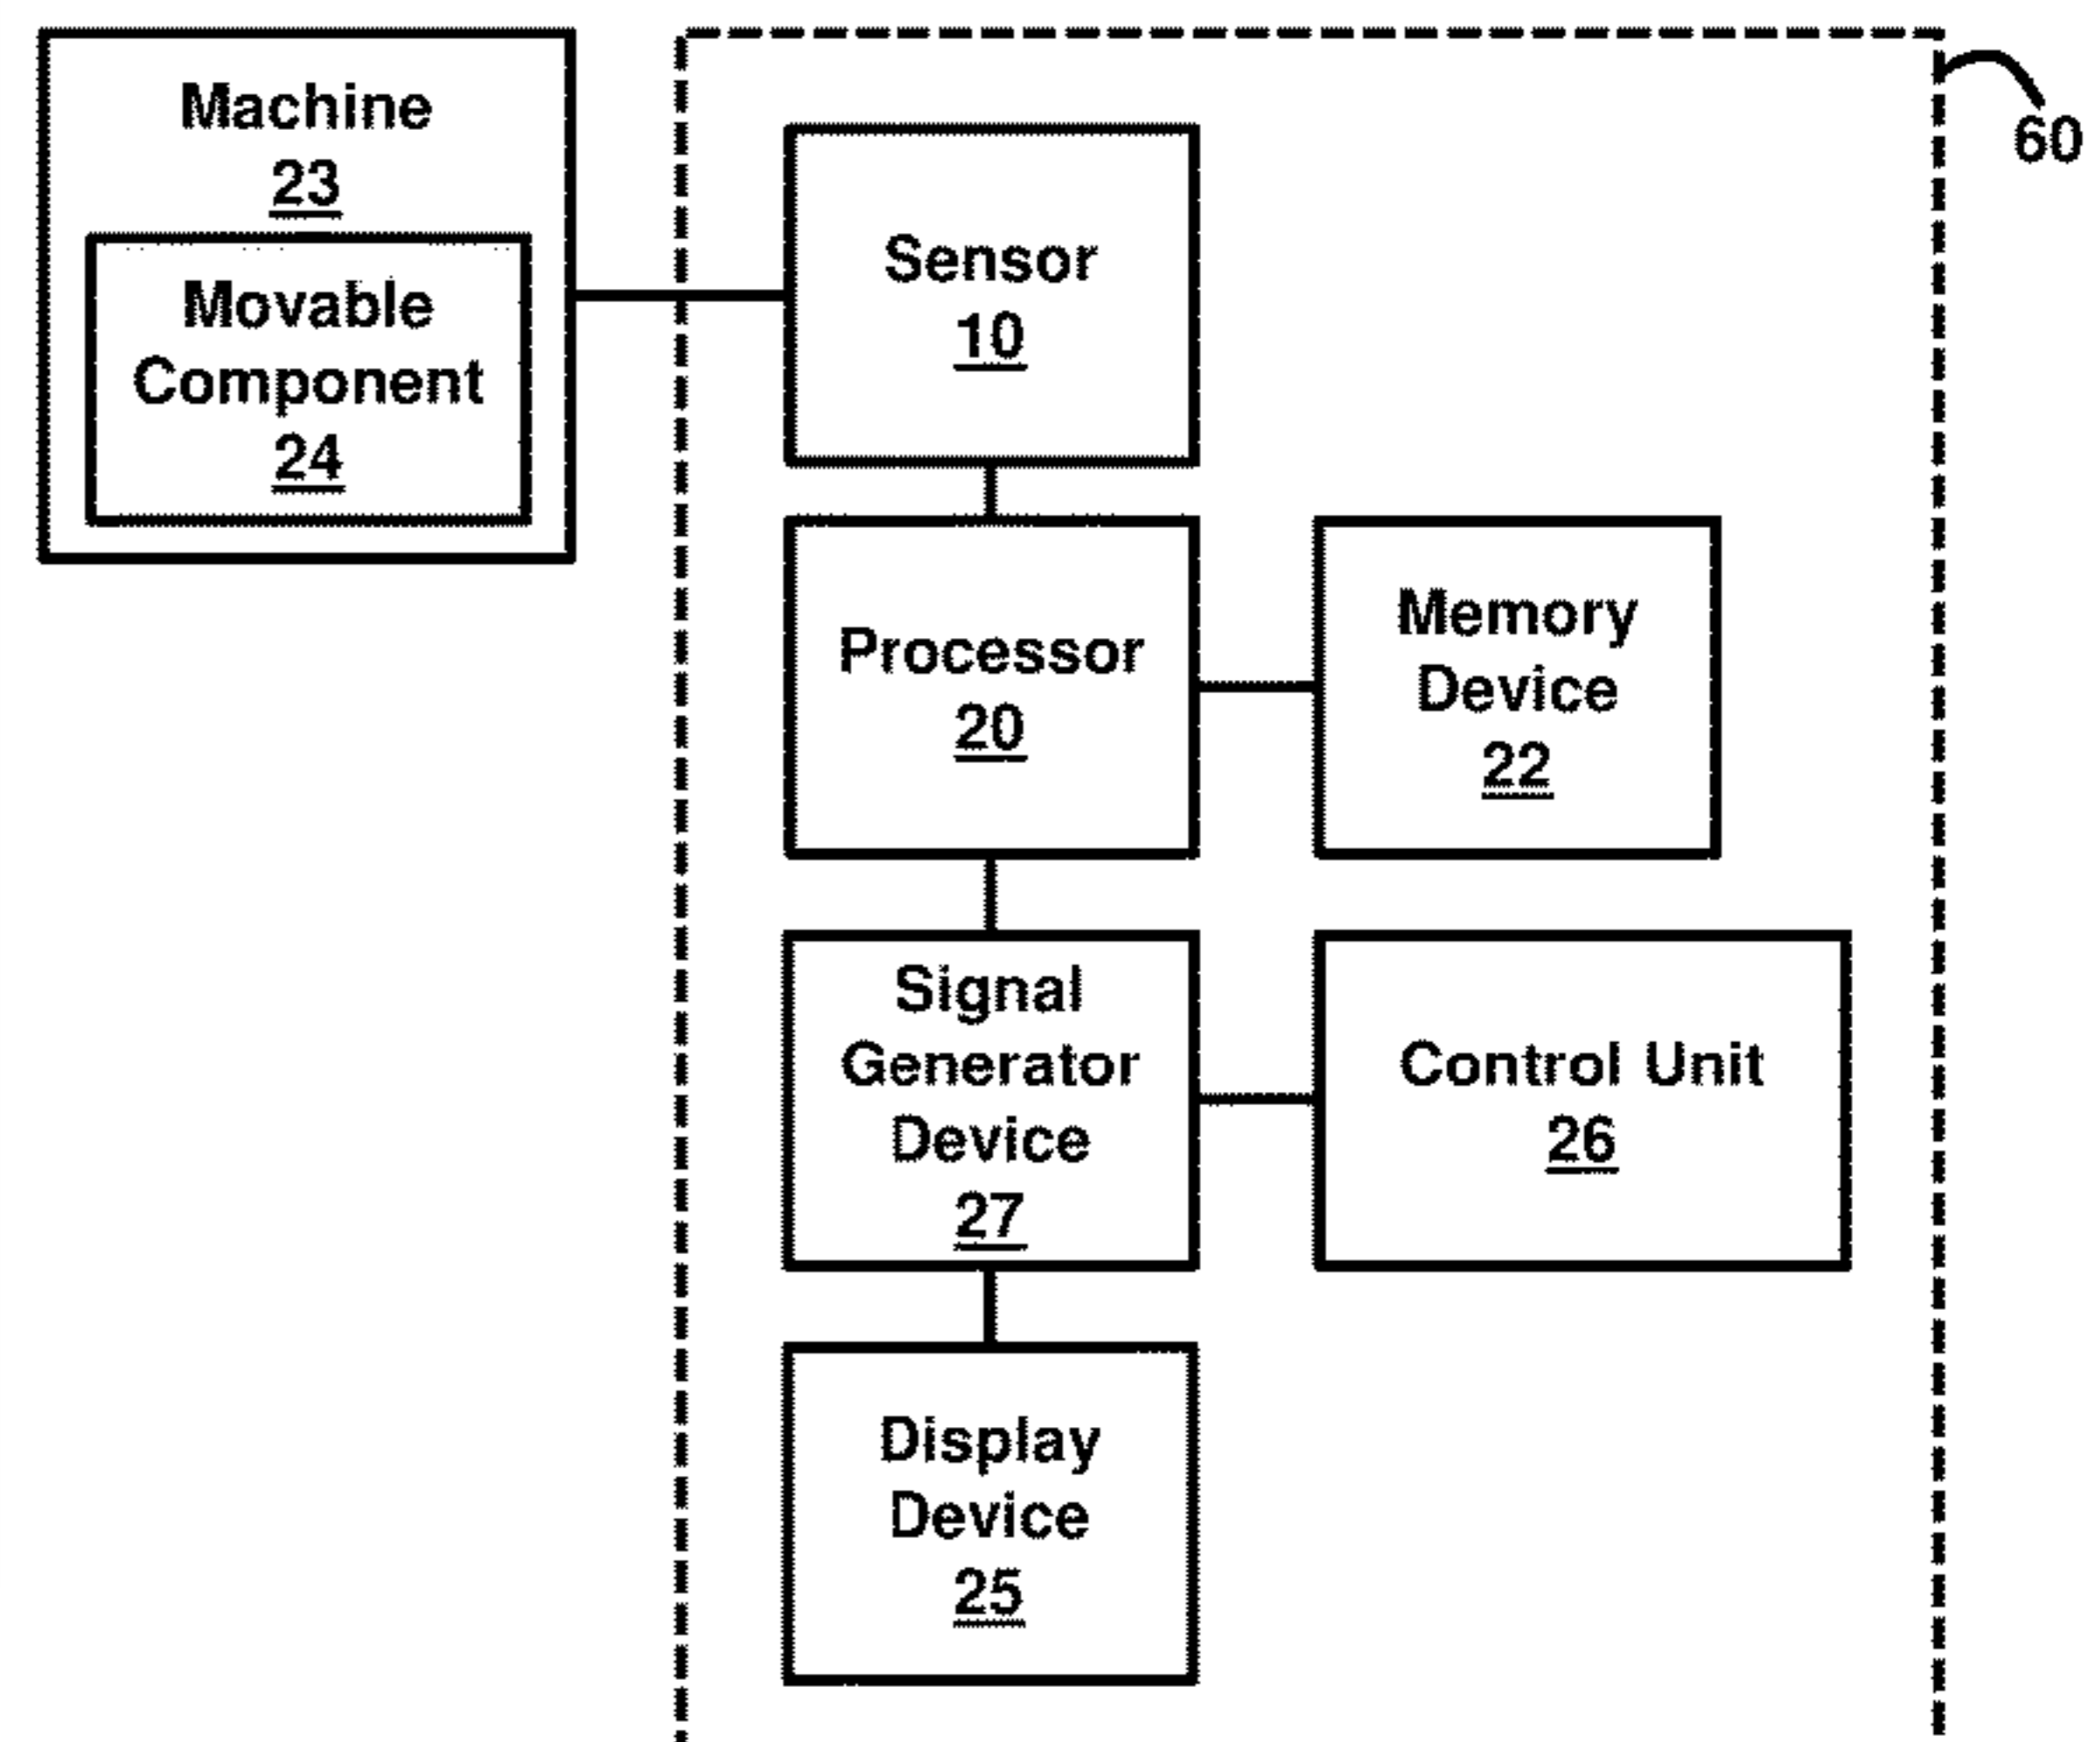 Machine
23
Movable
Component
24
60
Sensor
10
Processor
20
Memory
Device
22
Signal
Generator
Device
27
Control Unit
26
Display
Device
25